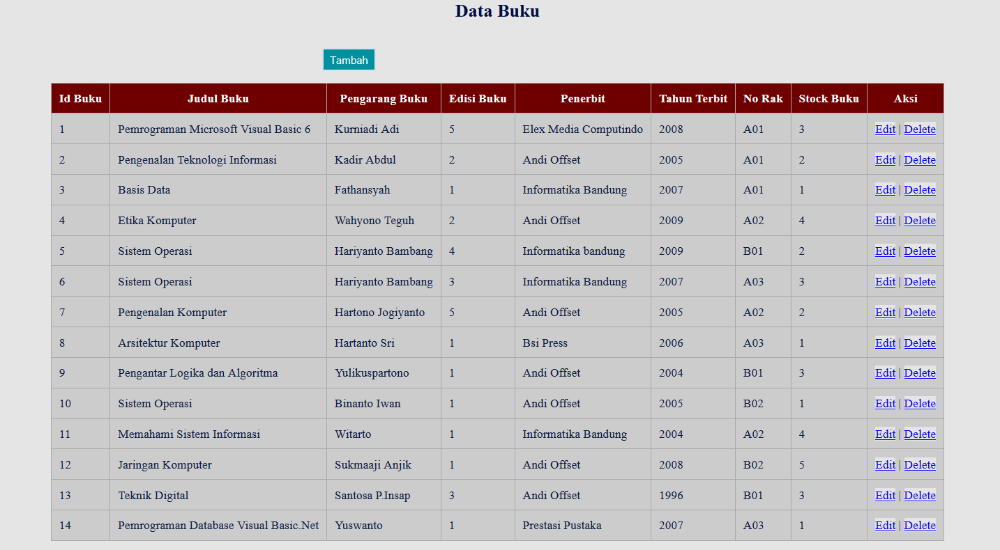 Data Buku
Tambah
Id Buku Judul Buku Pengarang Buku Edisi Buku Penerbit Tahun Terbit No Rak Stock Buku Aksi
1 Pemrograman Microsoft Visual Basic 6 Kurniadi Adi 5 Elex Media Computindo 2008 A01 3 Edit | Delete
2 Pengenalan Teknologi Informasi Kadir Abdul 2 Andi Offset 2005 A01 2 Edit | Delete
3 Basis Data Fathansyah 1 Informatika Bandung 2007 A01 1 Edit | Delete
4 Etika Komputer Wahyono Teguh 2 Andi Offset 2009 A02 4 Edit | Delete
5 Sistem Operasi Hariyanto Bambang 4 Informatika bandung 2009 B01 2 Edit | Delete
6 Sistem Operasi Hariyanto Bambang 3 Informatika Bandung 2007 A03 3 Edit | Delete
7 Pengenalan Komputer Hartono Jogiyanto 5 Andi Offset 2005 A02 2 Edit | Delete
8 Arsitektur Komputer Hartanto Sri 1 Bsi Press 2006 A03 1 Edit | Delete
9 Pengantar Logika dan Algoritma Yulikuspartono 1 Andi Offset 2004 B01 3 Edit | Delete
10 Sistem Operasi Binanto Iwan 1 Andi Offset 2005 B02 1 Edit | Delete
11 Memahami Sistem Informasi Witarto 1 Informatika Bandung 2004 A02 4 Edit | Delete
12 Jaringan Komputer Sukmaaji Anjik 1 Andi Offset 2008 B02 5 Edit | Delete
13 Teknik Digital Santosa P.Insap 3 Andi Offset 1996 B01 3 Edit | Delete
14 Pemrograman Database Visual Basic.Net Yuswanto 1 Prestasi Pustaka 2007 A03 1 Edit | Delete